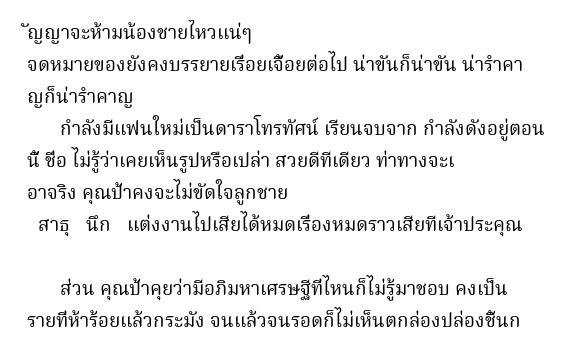 ัญญาจะห้ามน้องชายไหวแน่ๆ
จดหมายของยังคงบรรยายเรื่อยเจื้อยต่อไป น่าขันก็น่าขัน น่ารำคา
ญก็น่ารำคาญ
กำลังมีแฟนใหม่เป็นดาราโทรทัศน์ เรียนจบจาก กำลังดังอยู่ตอน
นี้ ชื่อ ไม่รู้ว่าเคยเห็นรูปหรือเปล่า สวยดีทีเดียว ท่าทางจะเ
อาจริง คุณป้าคงจะไม่ขัดใจลูกชาย
สาธุ นึก แต่งงานไปเสียได้หมดเรื่องหมดราวเสียทีเจ้าประคุณ
ส่วน คุณป้าคุยว่ามีอภิมหาเศรษฐีที่ไหนก็ไม่รู้มาชอบ คงเป็น
รายที่ห้าร้อยแล้วกระมัง จนแล้วจนรอดก็ไม่เห็นตกล่องปล่องชิ้นก